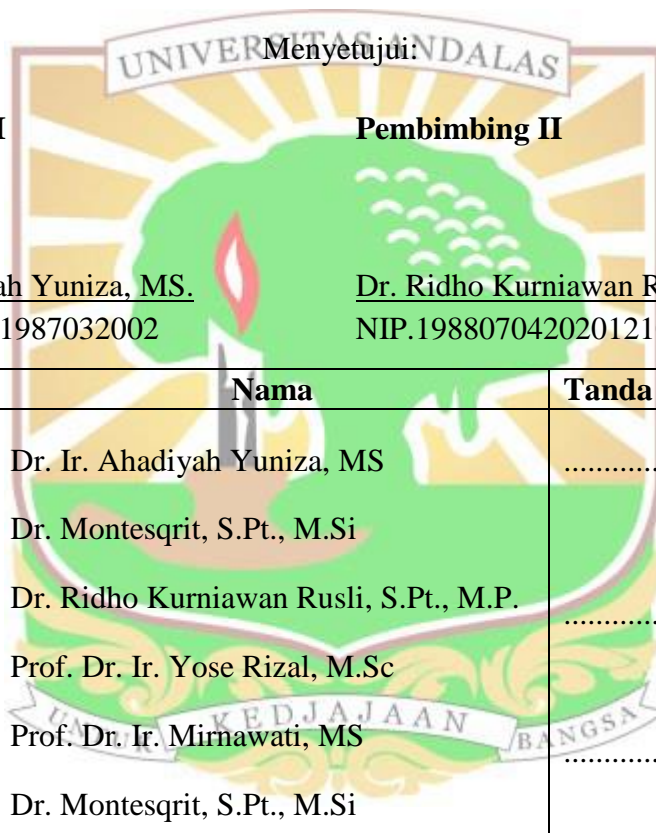 UNIVERSITAS ANDALAS
Menyetujui:
I Pembimbing II
ah Yuniza, MS. Dr. Ridho Kurniawan R
1987032002 NIP.198807042020121
Nama Tanda
Dr. Ir. Ahadiyah Yuniza, MS ............
Dr. Montesqrit, S.Pt., M.Si
Dr. Ridho Kurniawan Rusli, S.Pt., M.P. ............
Prof. Dr. Ir. Yose Rizal, M.Sc
UNTUK KEDJAJAAN BANGSA
Prof. Dr. Ir. Mirnawati, MS ............
Dr. Montesqrit, S.Pt., M.Si